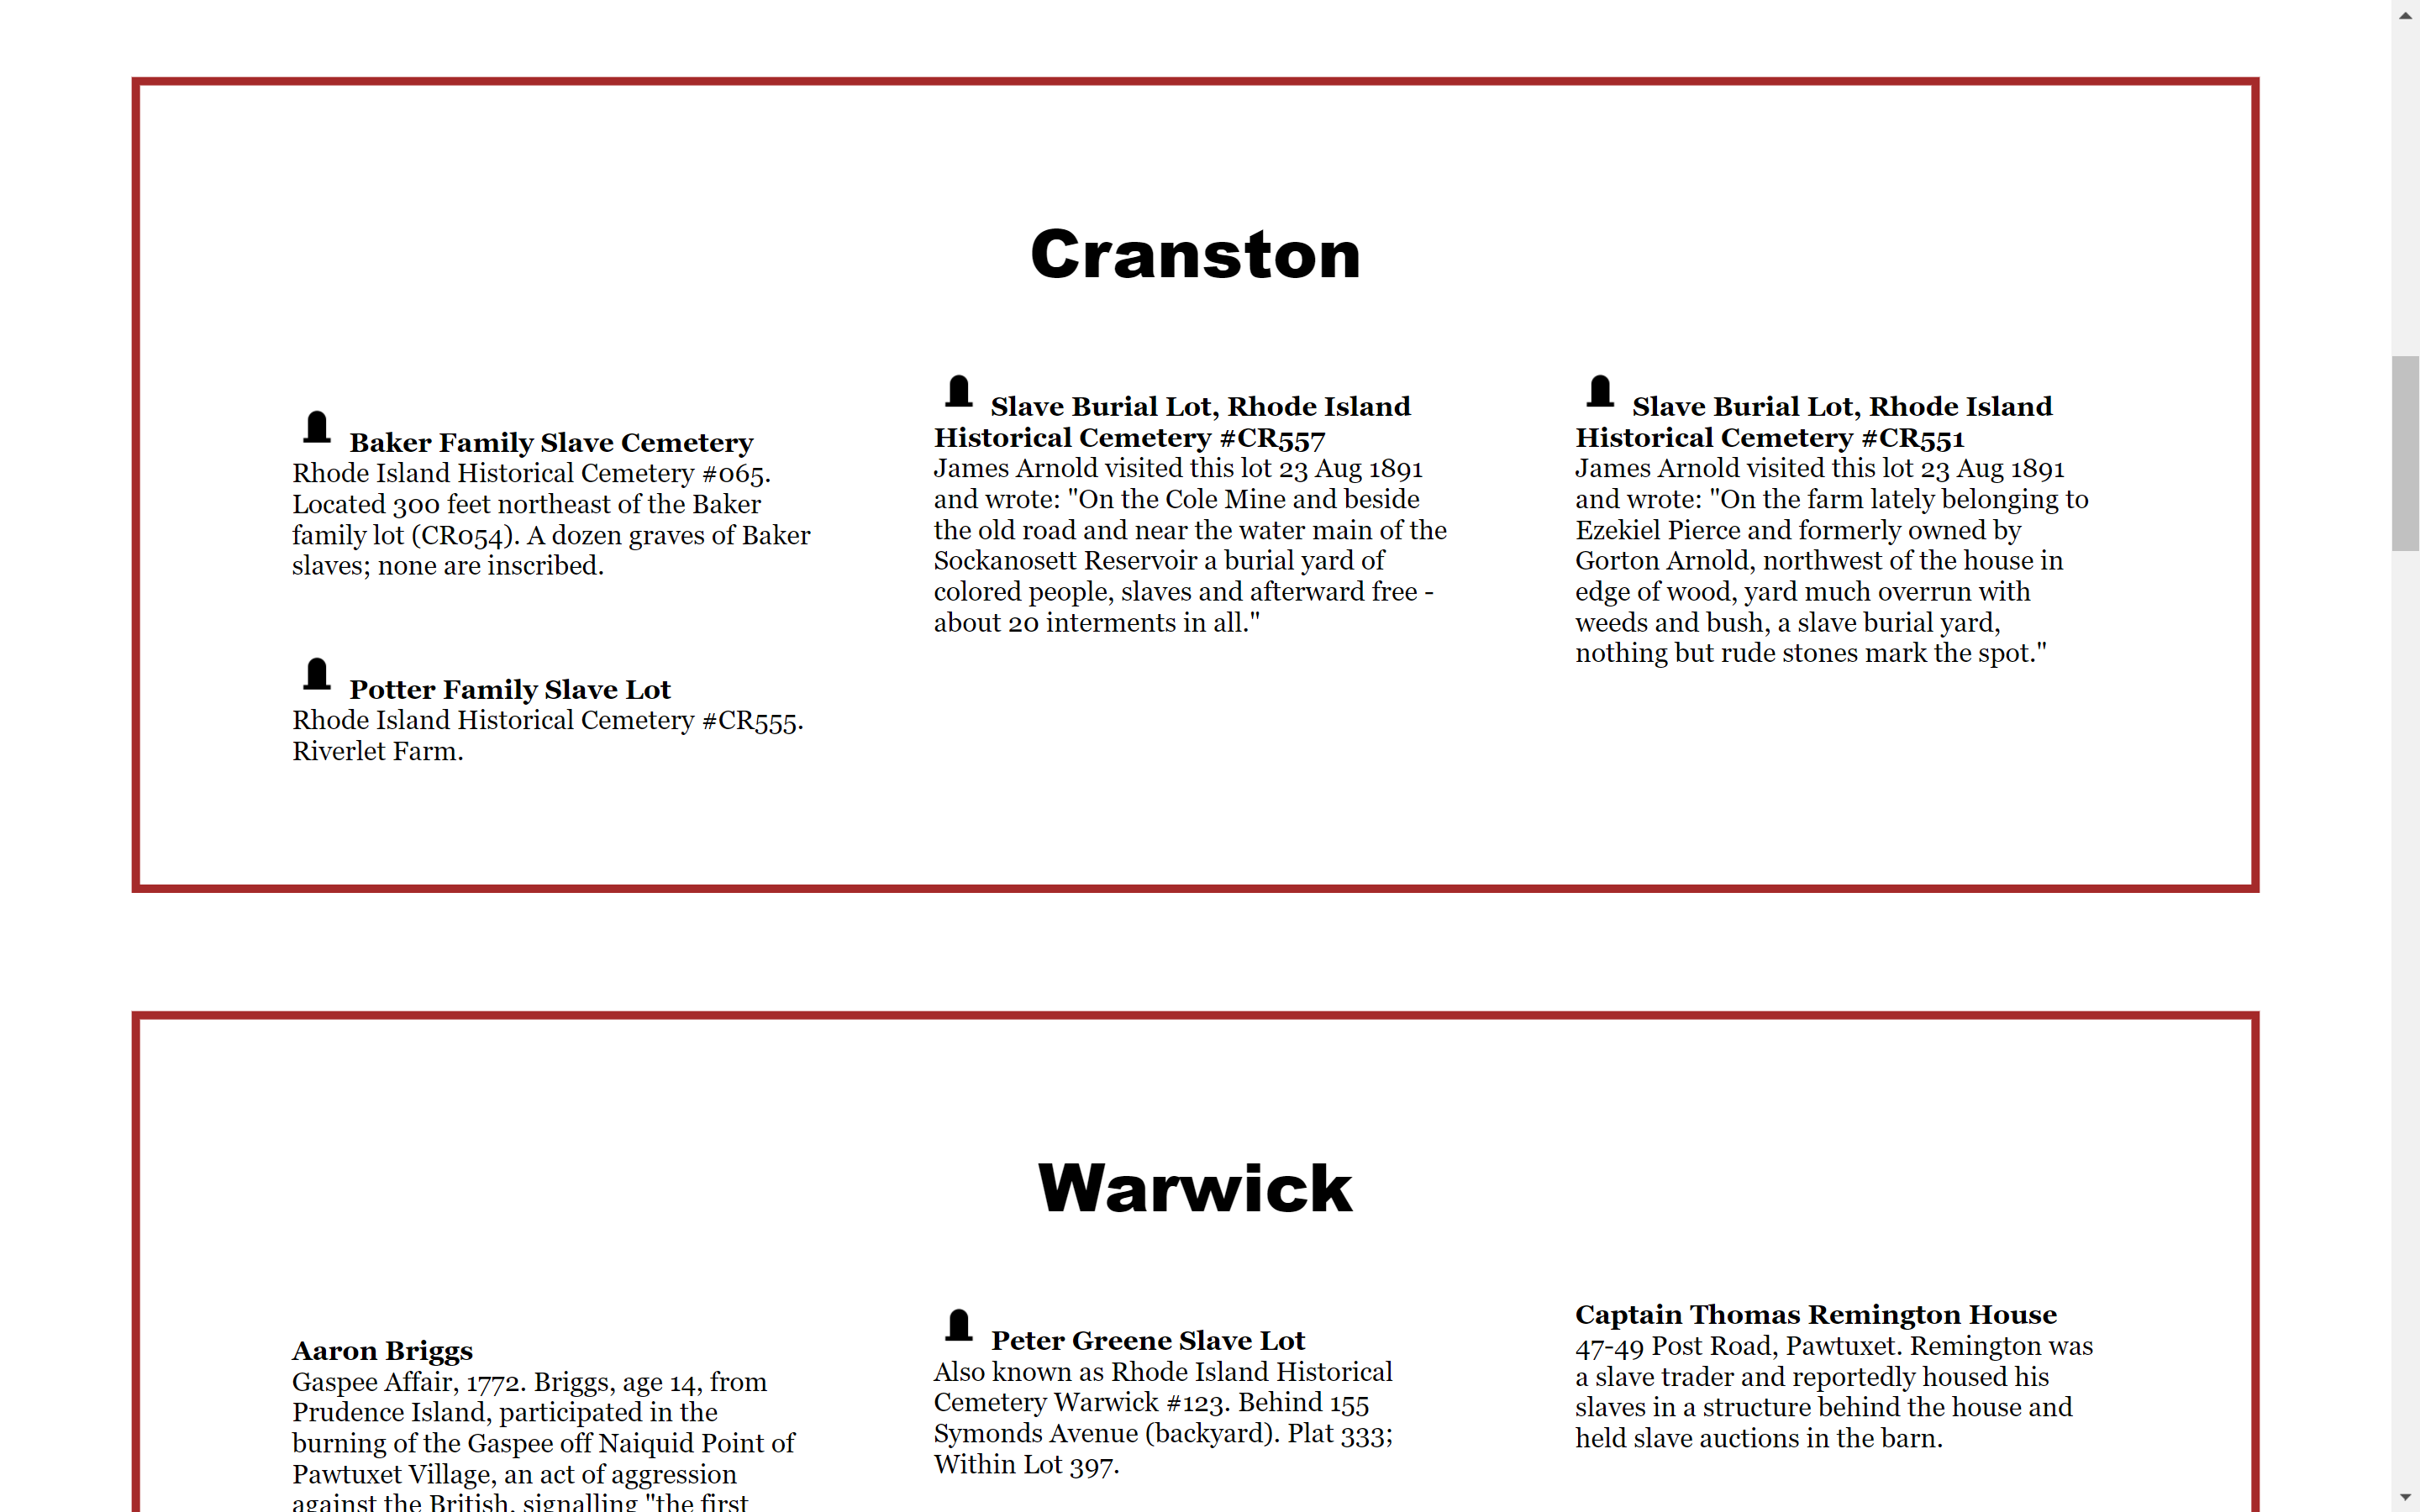 Cranston
Baker Family Slave Cemetery
Rhode Island Historical Cemetery #065.
Located 300 feet northeast of the Baker
family lot (CR054). A dozen graves of Baker
slaves; none are inscribed.
Potter Family Slave Lot
Rhode Island Historical Cemetery #CR555.
Riverlet Farm.
Slave Burial Lot, Rhode Island
Historical Cemetery #CR557
James Arnold visited this lot 23 Aug 1891
and wrote: "On the Cole Mine and beside
the old road and near the water main of the
Sockanosett Reservoir a burial yard of
colored people, slaves and afterward free -
about 20 interments in all."
Slave Burial Lot, Rhode Island
Historical Cemetery #CR551
James Arnold visited this lot 23 Aug 1891
and wrote: "On the farm lately belonging to
Ezekiel Pierce and formerly owned by
Gorton Arnold, northwest of the house in
edge of wood, yard much overrun with
weeds and bush, a slave burial yard,
nothing but rude stones mark the spot."
Warwick
Aaron Briggs
Gaspee Affair, 1772. Briggs, age 14, from
Prudence Island, participated in the
burning of the Gaspee off Naiquid Point of
Pawtuxet Village, an act of aggression
against the British, signalling "the first
Peter Greene Slave Lot
Also known as Rhode Island Historical
Cemetery Warwick #123. Behind 155
Symonds Avenue (backyard). Plat 333;
Within Lot 397.
Captain Thomas Remington House
47-49 Post Road, Pawtuxet. Remington was
a slave trader and reportedly housed his
slaves in a structure behind the house and
held slave auctions in the barn.